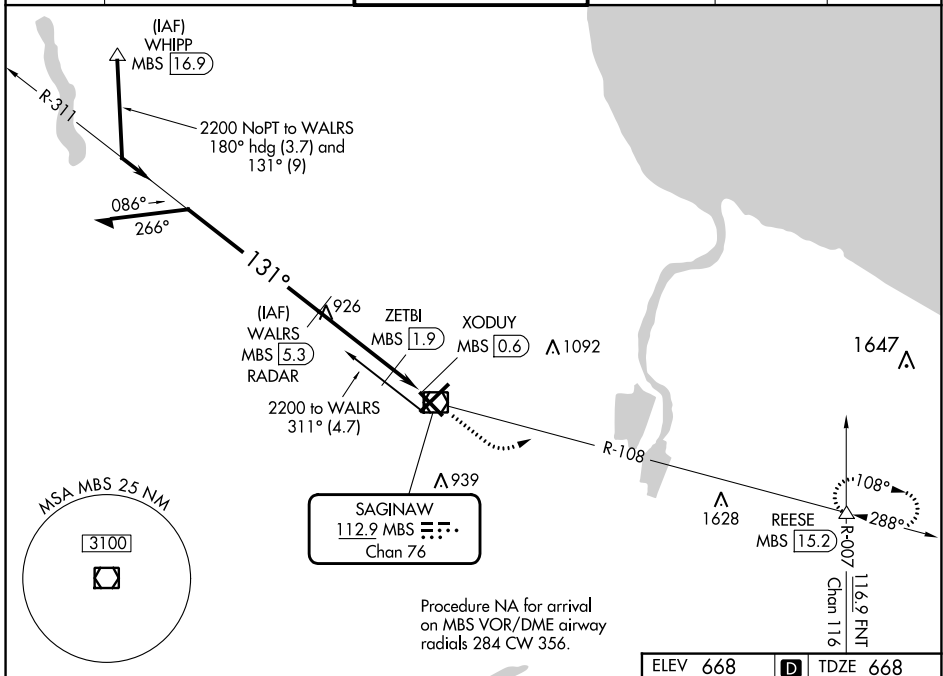 (IAF)
WHIPP
MBS 16.9
R-311
2200 NoPT to WALRS
180° hdg (3.7) and
131° (9)
086°
266°
131°
926
(IAF)
WALRS
MBS 5.3
RADAR
ZETBI
MBS 1.9
XODUY
MBS 0.6
1092
1647
2200 to WALRS
311° (4.7)
R-108
939
MSA MBS 25 NM
3100
SAGINAW
112.9 MBS
Chan 76
1628
REESE
MBS 15.2
108°
288°
R-007
116.9 FNT
Chan 116
Procedure NA for arrival
on MBS VOR/DME airway
radials 284 CW 356.
ELEV 668 D TDZE 668